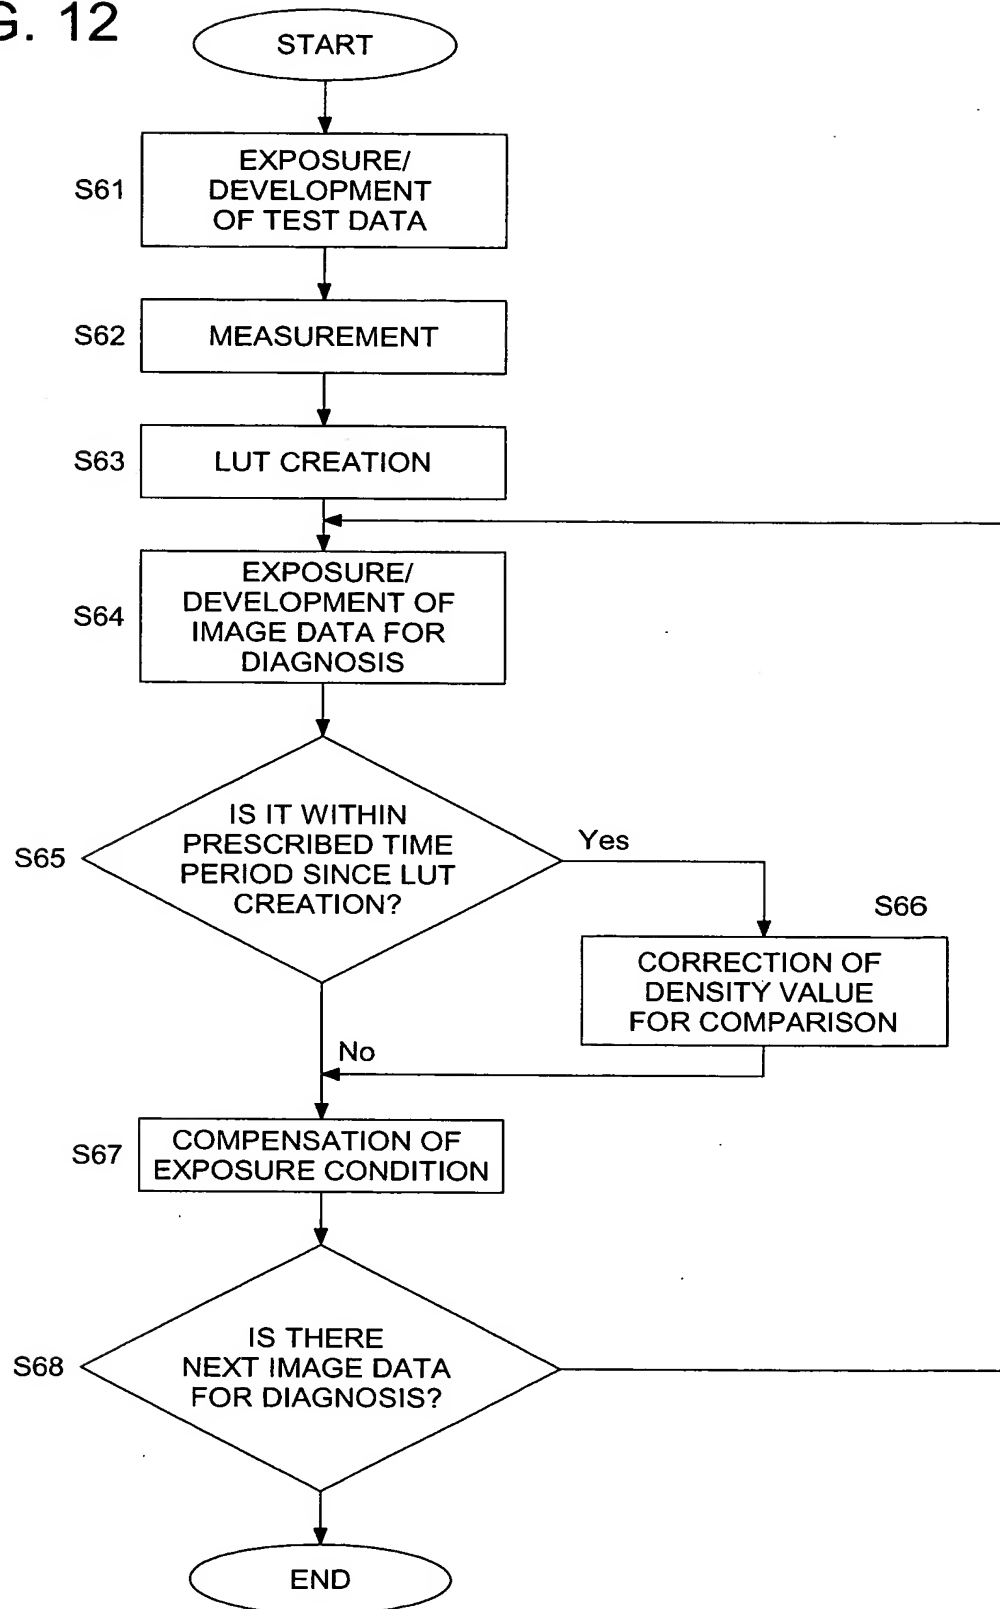 G. 12
START
S61
EXPOSURE/
DEVELOPMENT
OF TEST DATA
S62
MEASUREMENT
S63
LUT CREATION
S64
EXPOSURE/
DEVELOPMENT OF
IMAGE DATA FOR
DIAGNOSIS
S65
IS IT WITHIN
PRESCRIBED TIME
PERIOD SINCE LUT
CREATION?
Yes
S66
CORRECTION OF
DENSITY VALUE
FOR COMPARISON
No
S67
COMPENSATION OF
EXPOSURE CONDITION
S68
IS THERE
NEXT IMAGE DATA
FOR DIAGNOSIS?
END